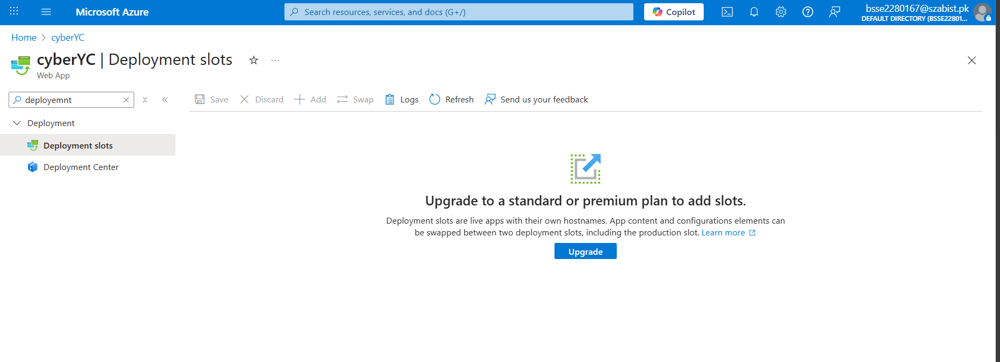 Microsoft Azure
Search resources, services, and docs (G+/)
Copilot
bsse2280167@szabist.pk
DEFAULT DIRECTORY (BSSE22801...
Home > cyberYC
cyberYC | Deployment slots
Web App
deployemnt
Save
Discard
Add
Swap
Logs
Refresh
Send us your feedback
Deployment
Deployment slots
Deployment Center
Upgrade to a standard or premium plan to add slots.
Deployment slots are live apps with their own hostnames. App content and configurations elements can
be swapped between two deployment slots, including the production slot. Learn more
Upgrade